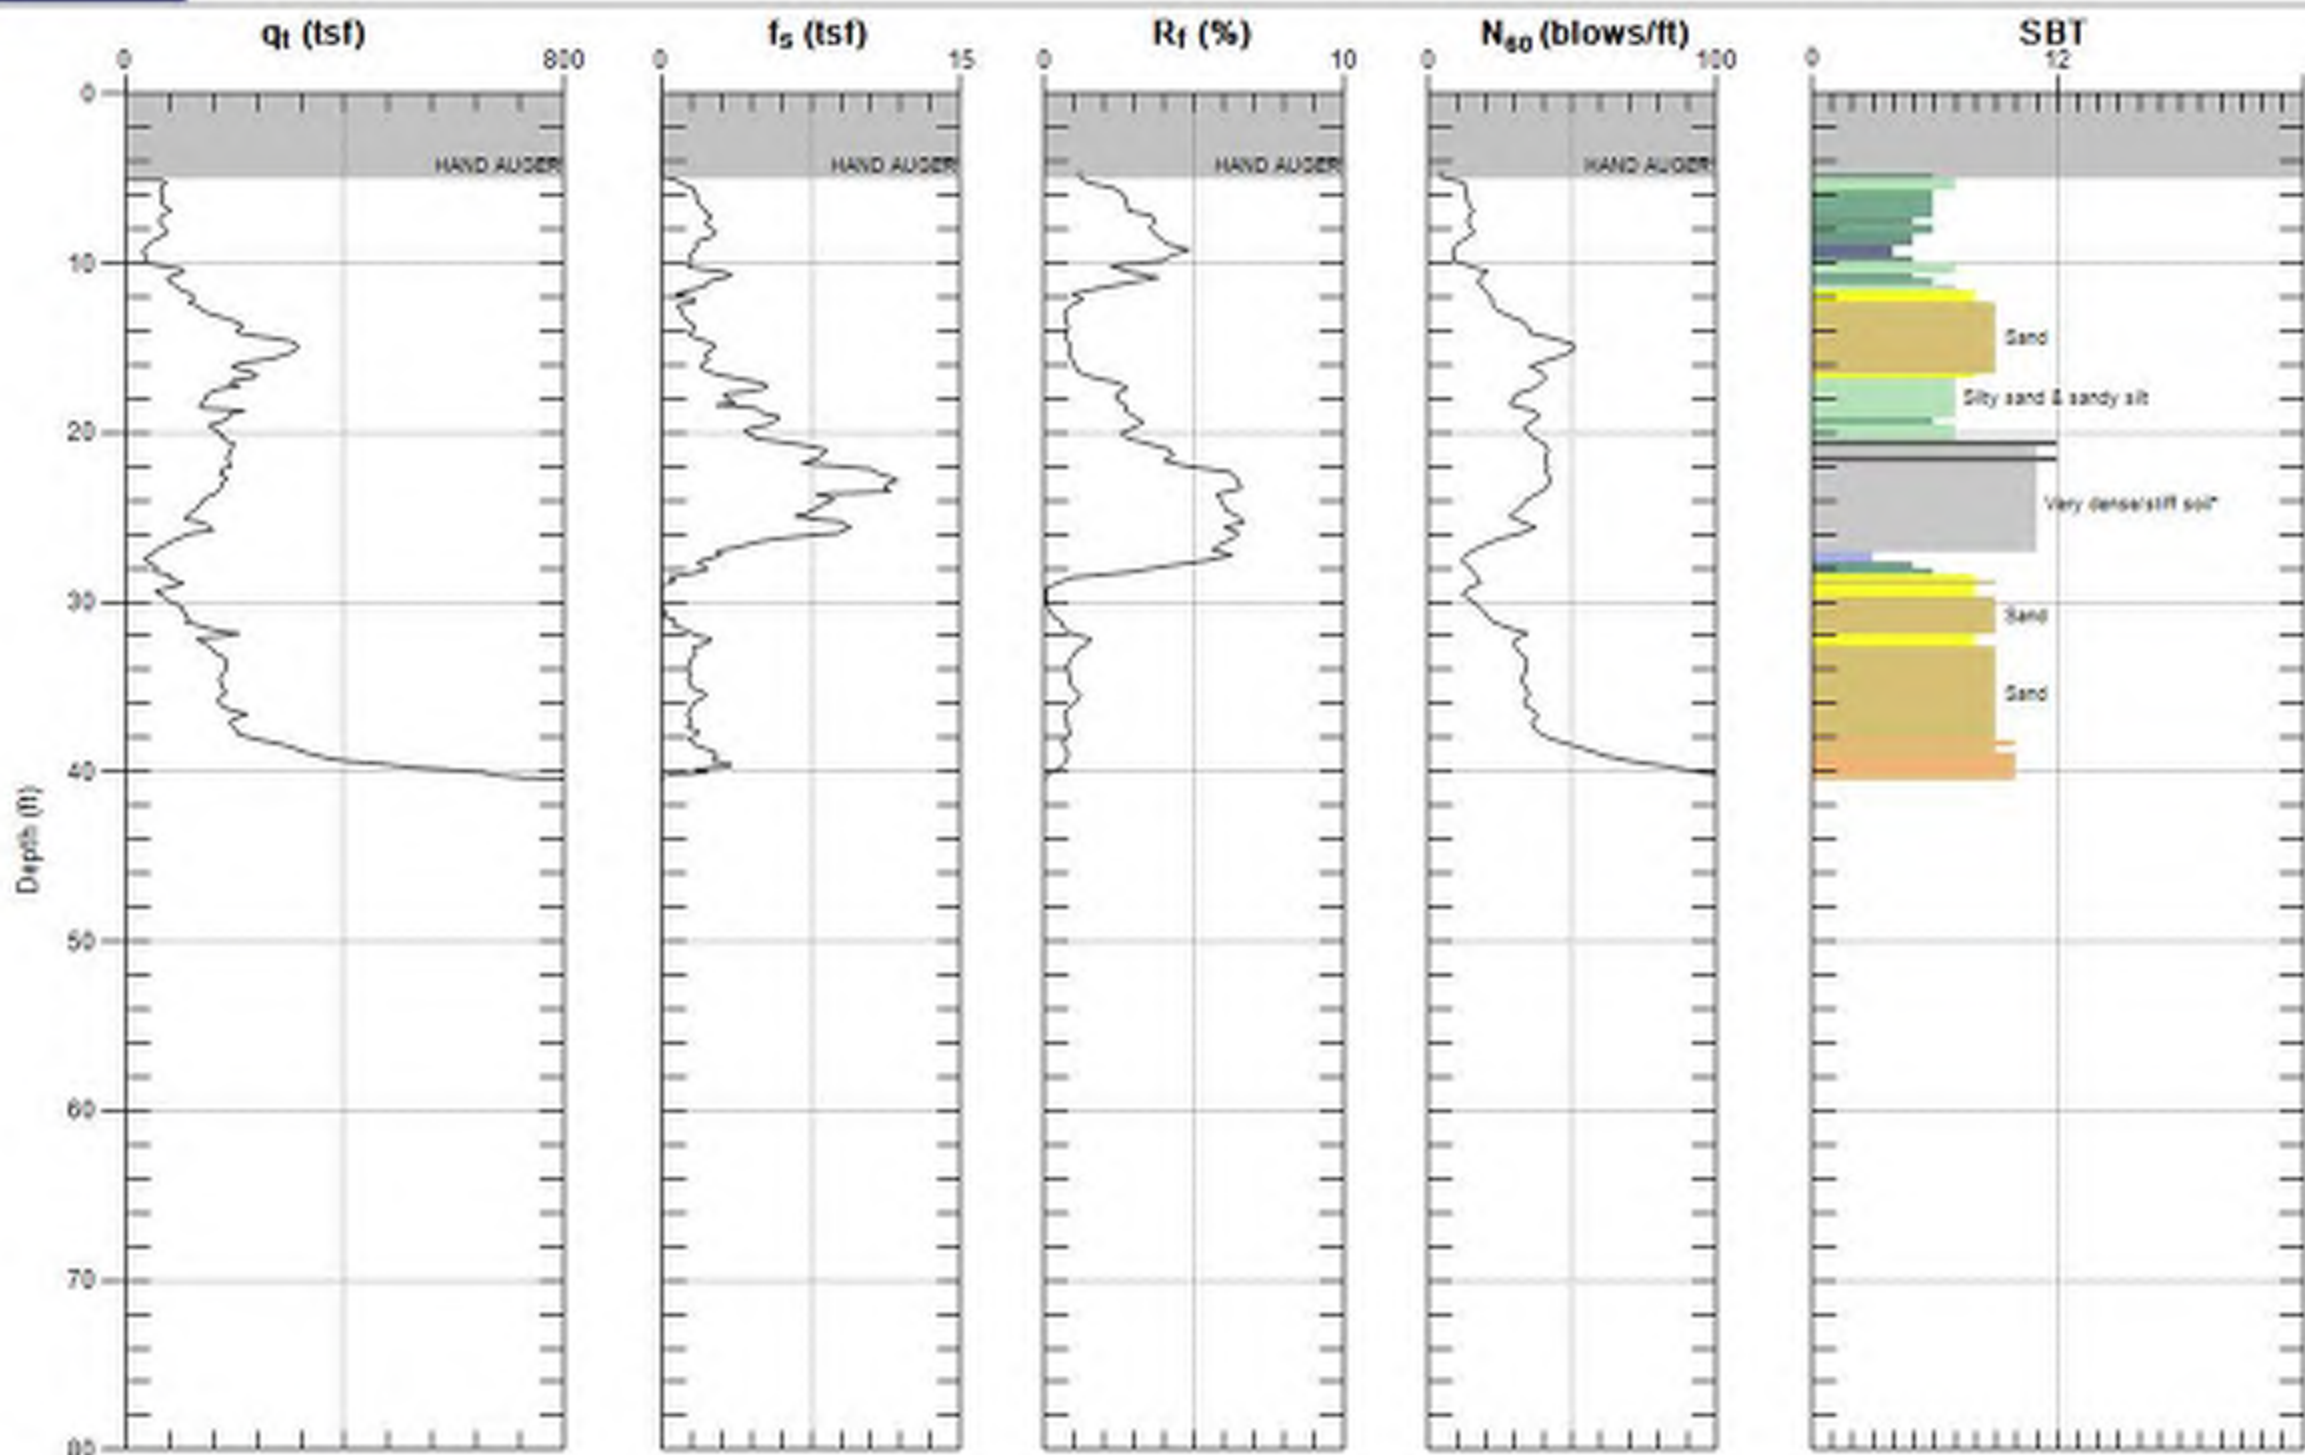 qt (tsf) fs (tsf) Rf (%) N60 (blows/ft) SBT
0 800 0 15 0 10 0 100 0 12
0
HAND AUGER HAND AUGER HAND AUGER HAND AUGER
10
Sand
Silty sand & sandy silt
20
Very dense/stiff soil*
30
Sand
Sand
40
Depth (ft)
50
60
70
80